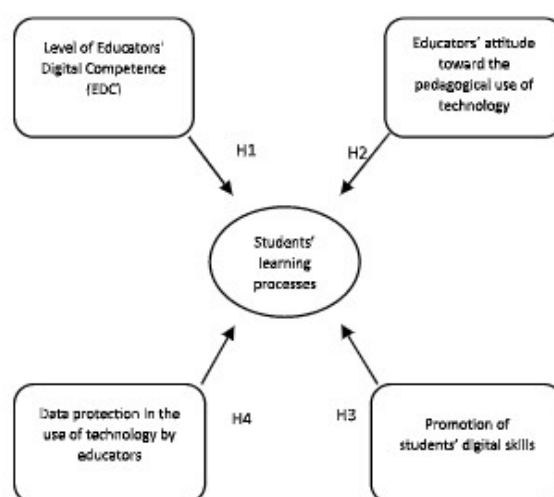 Level of Educators'
Digital Competence
(EDC)
Educators' attitude
toward the
pedagogical use of
technology
H1
H2
Students'
learning
processes
Data protection in the
use of technology by
educators
H4
H3
Promotion of
students' digital skills